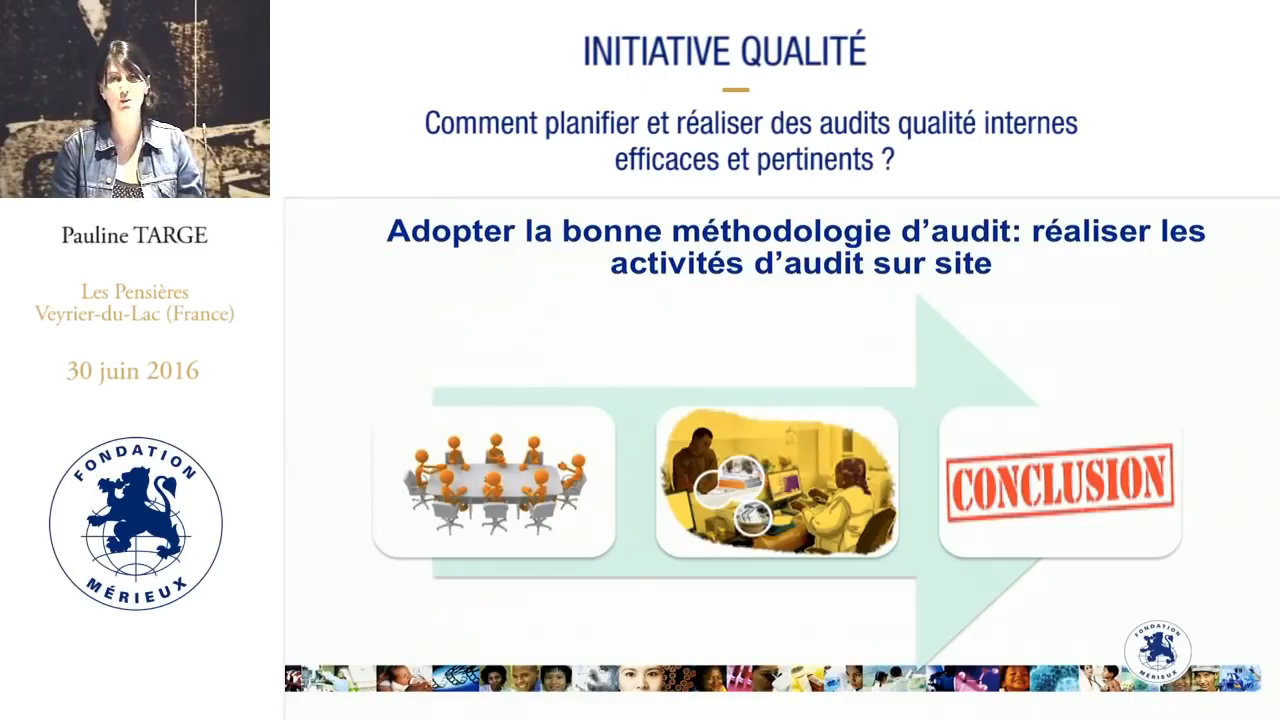 INITIATIVE QUALITÉ
Comment planifier et réaliser des audits qualité internes
efficaces et pertinents ?
Pauline TARGE
Les Pensières
Veyrier-du-Lac (France)
30 juin 2016
FONDATION
MÉRIEUX
Adopter la bonne méthodologie d’audit: réaliser les
activités d’audit sur site
CONCLUSION
FONDATION
MÉRIEUX